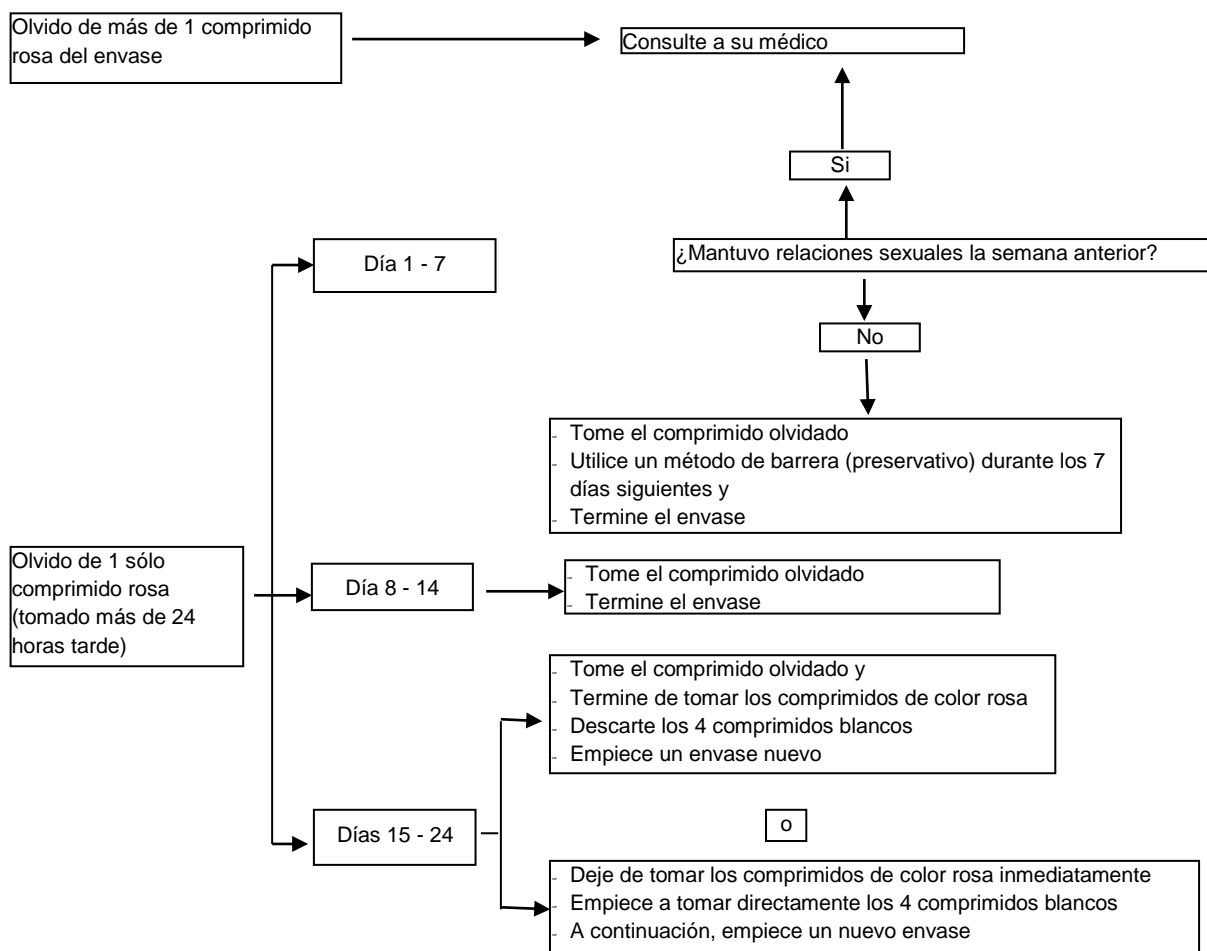 Olvido de más de 1 comprimido
rosa del envase
Consulte a su médico
Si
¿Mantuvo relaciones sexuales la semana anterior?
Día 1 - 7
No
- Tome el comprimido olvidado
- Utilice un método de barrera (preservativo) durante los 7
días siguientes y
- Termine el envase
Olvido de 1 sólo
comprimido rosa
(tomado más de 24
horas tarde)
Día 8 - 14
- Tome el comprimido olvidado
- Termine el envase
- Tome el comprimido olvidado y
- Termine de tomar los comprimidos de color rosa
- Descarte los 4 comprimidos blancos
- Empiece un envase nuevo
Días 15 - 24
o
- Deje de tomar los comprimidos de color rosa inmediatamente
- Empiece a tomar directamente los 4 comprimidos blancos
- A continuación, empiece un nuevo envase